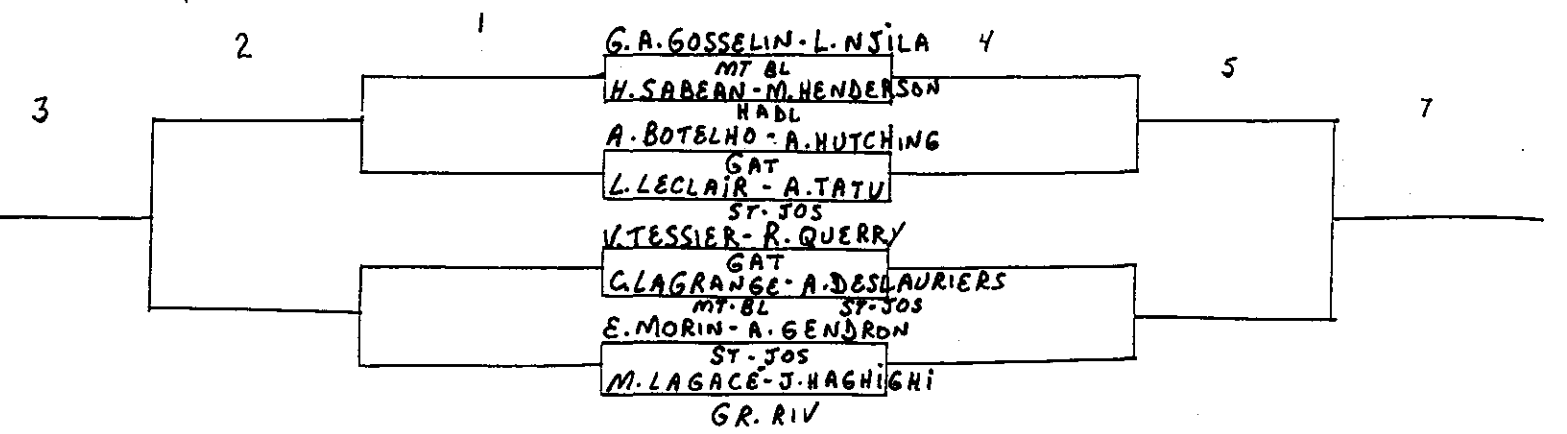 1
2
3
G.A.GOSSELIN-L.NJiLA
MT BL
H.SABEAN-M.HENDERSON
HADL
A.BOTELHO-A.HUTCHING
GAT
L.LECLAiR-A.TATU
ST-JOS
V.TESSIER-R.QUERRY
GAT
C.LAGRANGE-A.DESLAURIERS
MT-BL ST-JOS
E.MORIN-A.GENDRON
ST-JOS
M.LAGACÉ-J.HAGHiGHi
GR. RIV
4
5
7